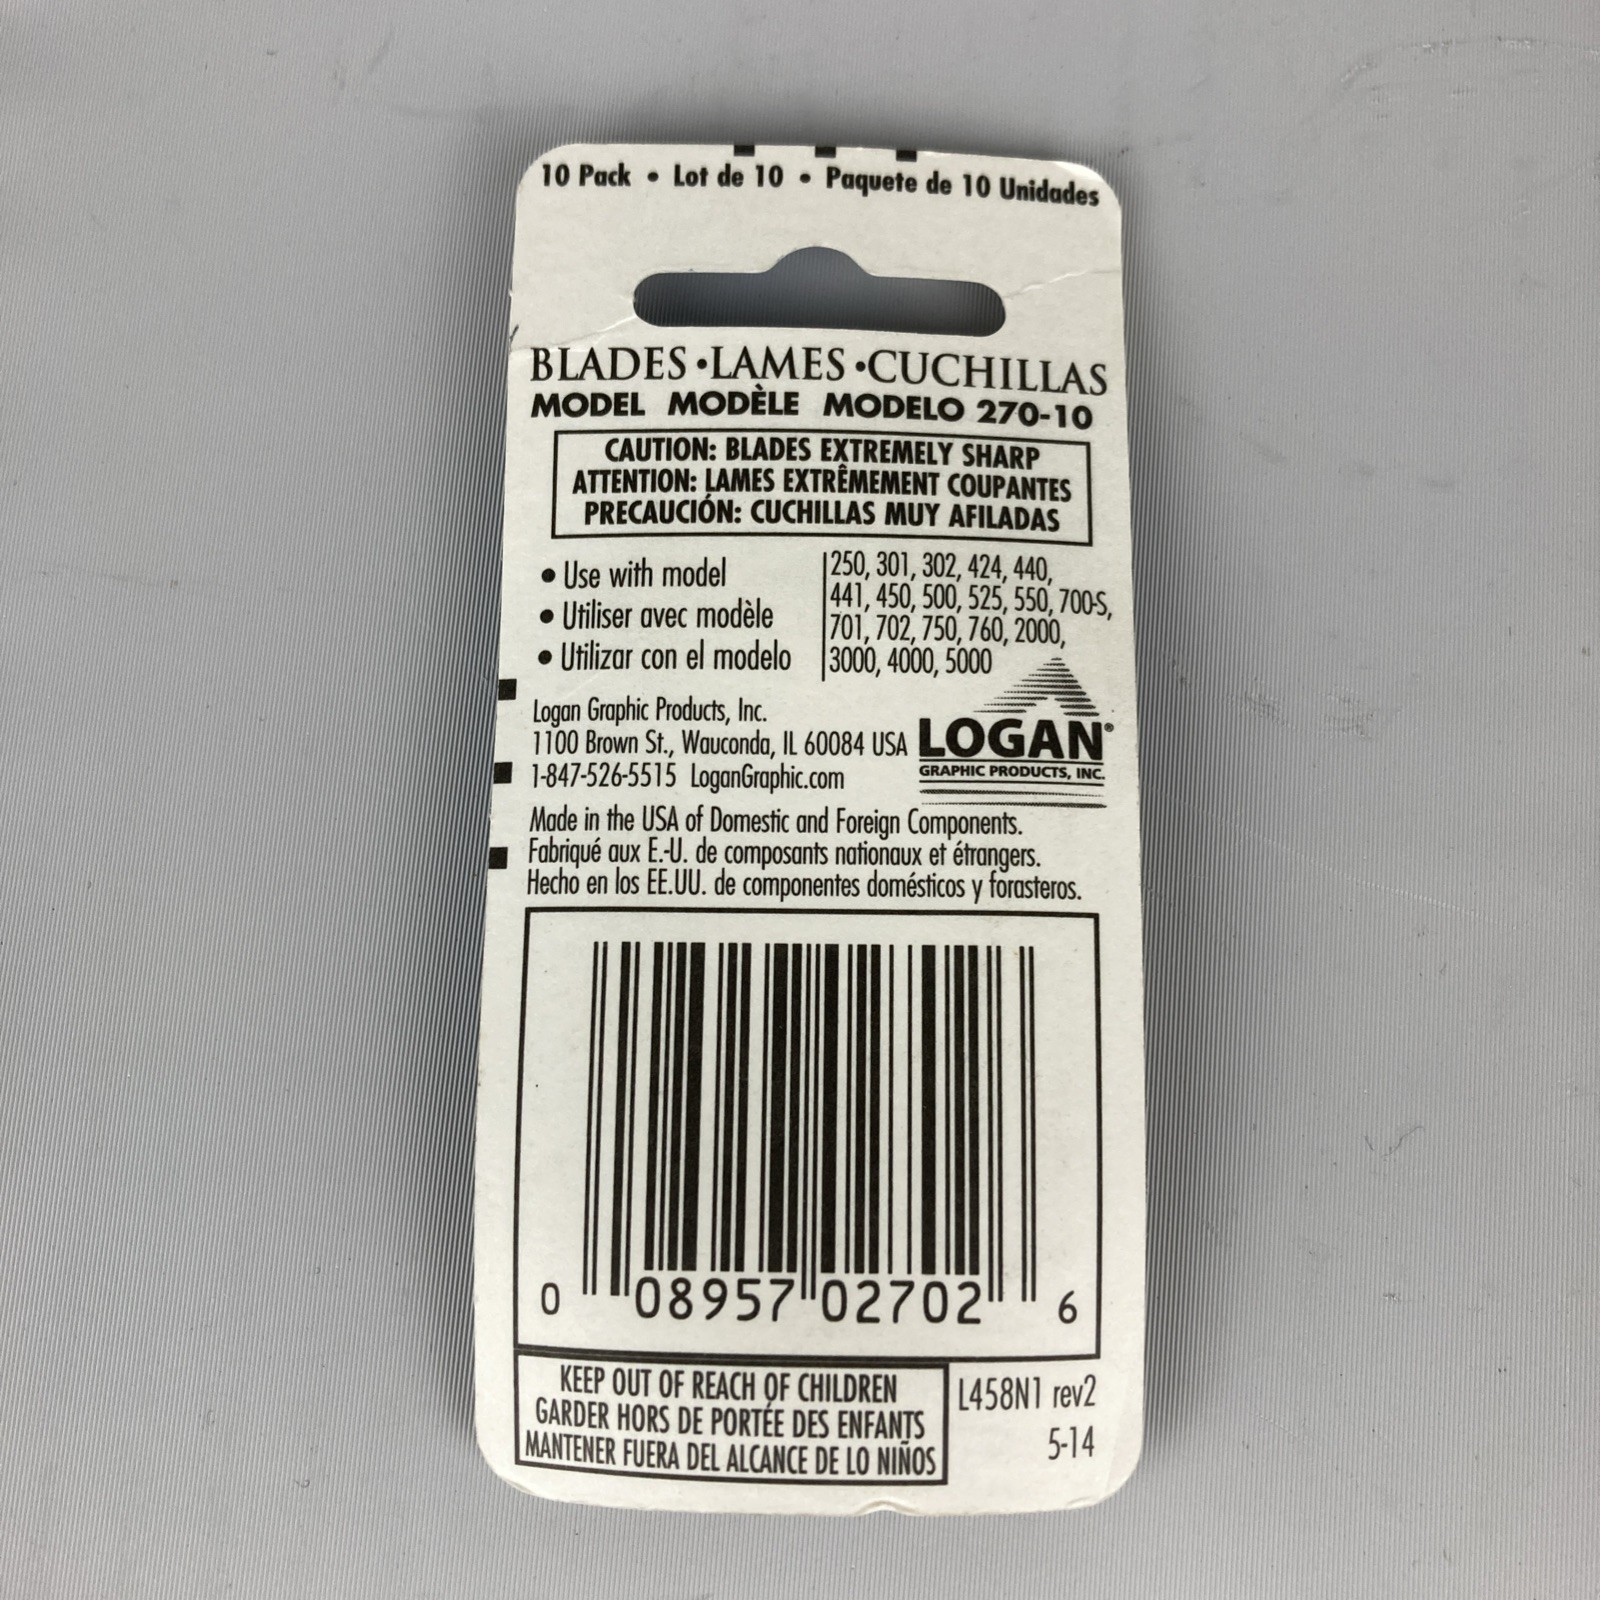 10 Pack • Lot de 10 • Paquete de 10 Unidades
BLADES •LAMES •CUCHILLAS
MODEL MODÈLE MODELO 270-10
CAUTION: BLADES EXTREMELY SHARP
ATTENTION: LAMES EXTRÊMEMENT COUPANTES
PRECAUCIÓN: CUCHILLAS MUY AFILADAS
• Use with model
• Utiliser avec modèle
• Utilizar con el modelo
250, 301, 302, 424, 440,
441, 450, 500, 525, 550, 700-S,
701, 702, 750, 760, 2000,
3000, 4000, 5000
Logan Graphic Products, Inc.
1100 Brown St., Wauconda, IL 60084 USA
1-847-526-5515 LoganGraphic.com
LOGAN®
GRAPHIC PRODUCTS, INC.
Made in the USA of Domestic and Foreign Components.
Fabriqué aux E.-U. de composants nationaux et étrangers.
Hecho en los EE.UU. de componentes domésticos y forasteros.
0 08957 02702 6
KEEP OUT OF REACH OF CHILDREN
GARDER HORS DE PORTÉE DES ENFANTS
MANTENER FUERA DEL ALCANCE DE LO NIÑOS
L458N1 rev2
5-14